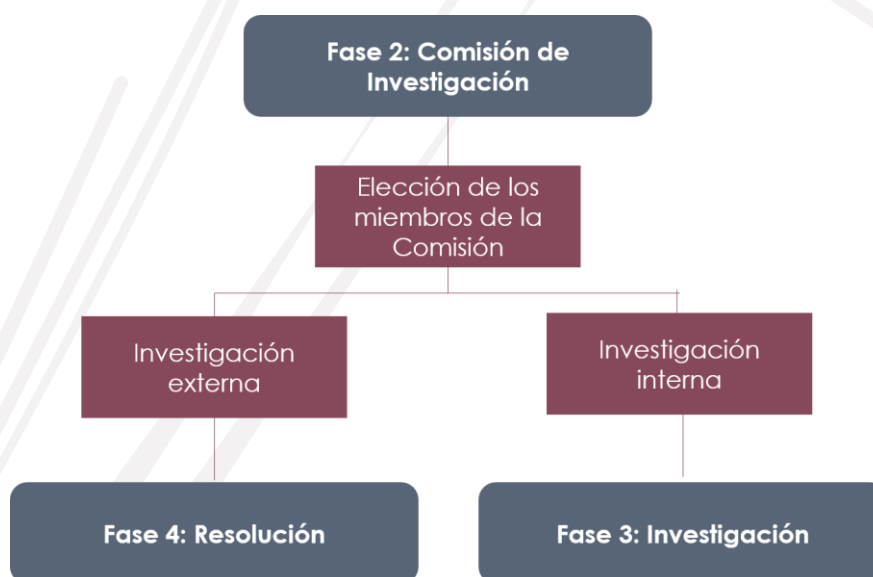 Fase 2: Comisión de
Investigación
Elección de los
miembros de la
Comisión
Investigación
externa
Investigación
interna
Fase 4: Resolución
Fase 3: Investigación